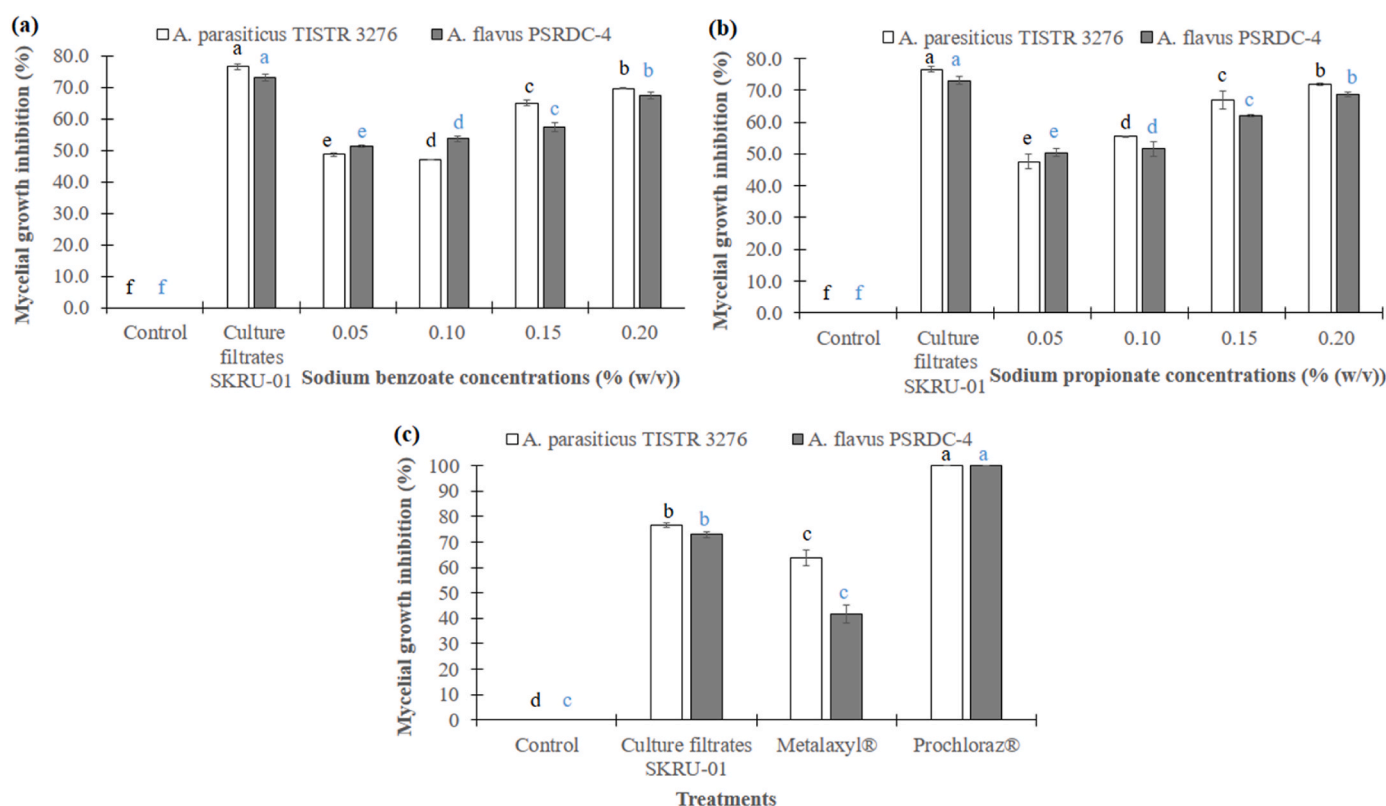 (a)
A. parasiticus TISTR 3276
A. flavus PSRDC-4
Mycelial growth inhibition (%)
80.0
70.0
60.0
50.0
40.0
30.0
20.0
10.0
0.0
f f
a a
e e
d d
c c
b b
Control
Culture
filtrates
SKRU-01
0.05
0.10
0.15
0.20
Sodium benzoate concentrations (% (w/v))
(b)
A. paresiticus TISTR 3276
A. flavus PSRDC-4
Mycelial growth inhibition (%)
80.0
70.0
60.0
50.0
40.0
30.0
20.0
10.0
0.0
f f
a a
e e
d d
c c
b b
Control
Culture
filtrates
SKRU-01
0.05
0.10
0.15
0.20
Sodium propionate concentrations (% (w/v))
(c)
A. parasiticus TISTR 3276
A. flavus PSRDC-4
Mycelial growth inhibition (%)
100
90
80
70
60
50
40
30
20
10
0
d c
b b
c c
a a
Control
Culture filtrates
SKRU-01
Metalaxyl®
Prochloraz®
Treatments